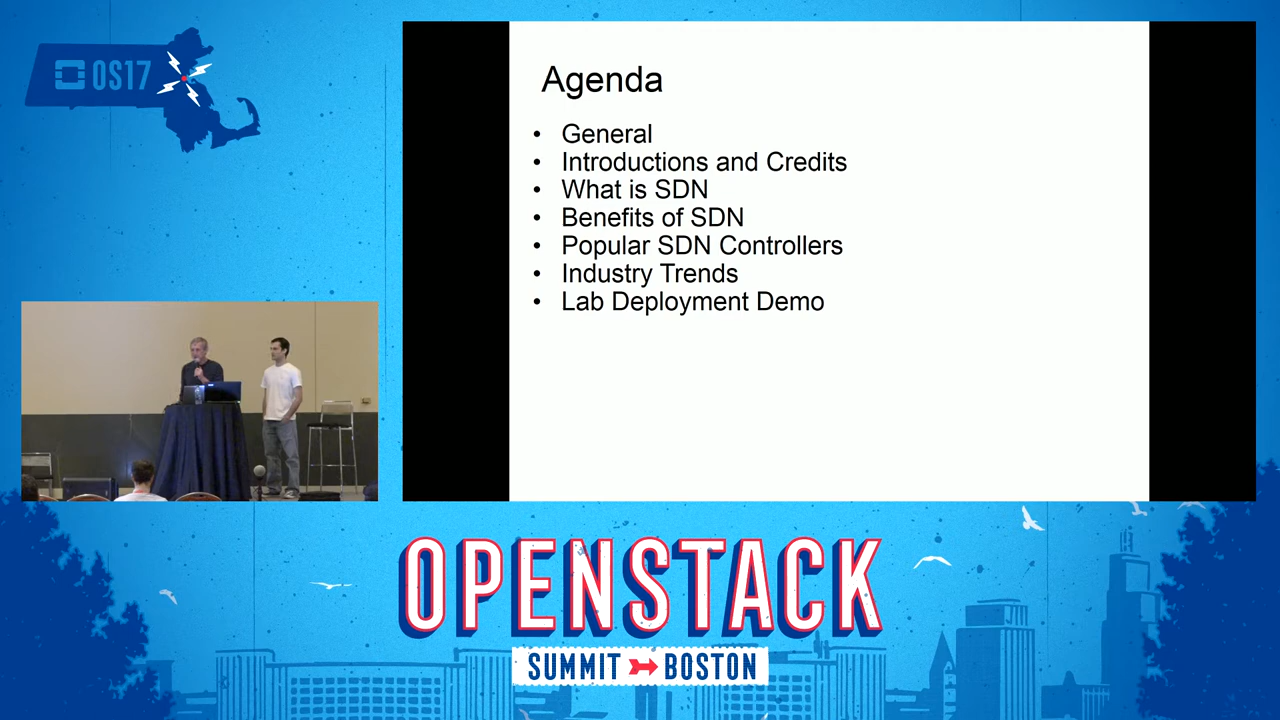 OS17
Agenda
• General
• Introductions and Credits
• What is SDN
• Benefits of SDN
• Popular SDN Controllers
• Industry Trends
• Lab Deployment Demo
OPENSTACK
SUMMIT BOSTON